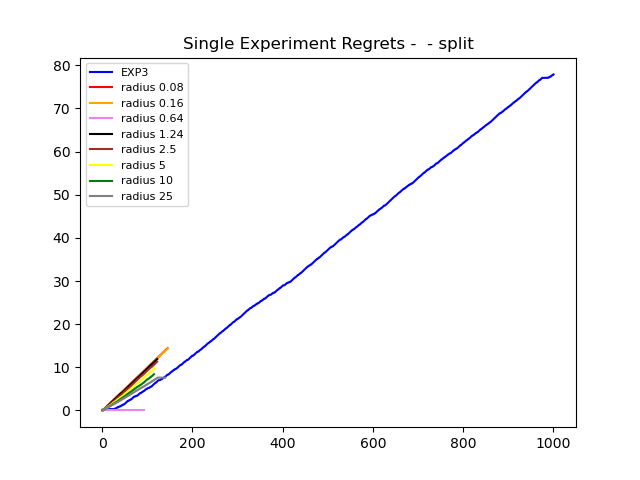 Single Experiment Regrets -  - split
EXP3
radius 0.08
radius 0.16
radius 0.64
radius 1.24
radius 2.5
radius 5
radius 10
radius 25
80
70
60
50
40
30
20
10
0
0 200 400 600 800 1000